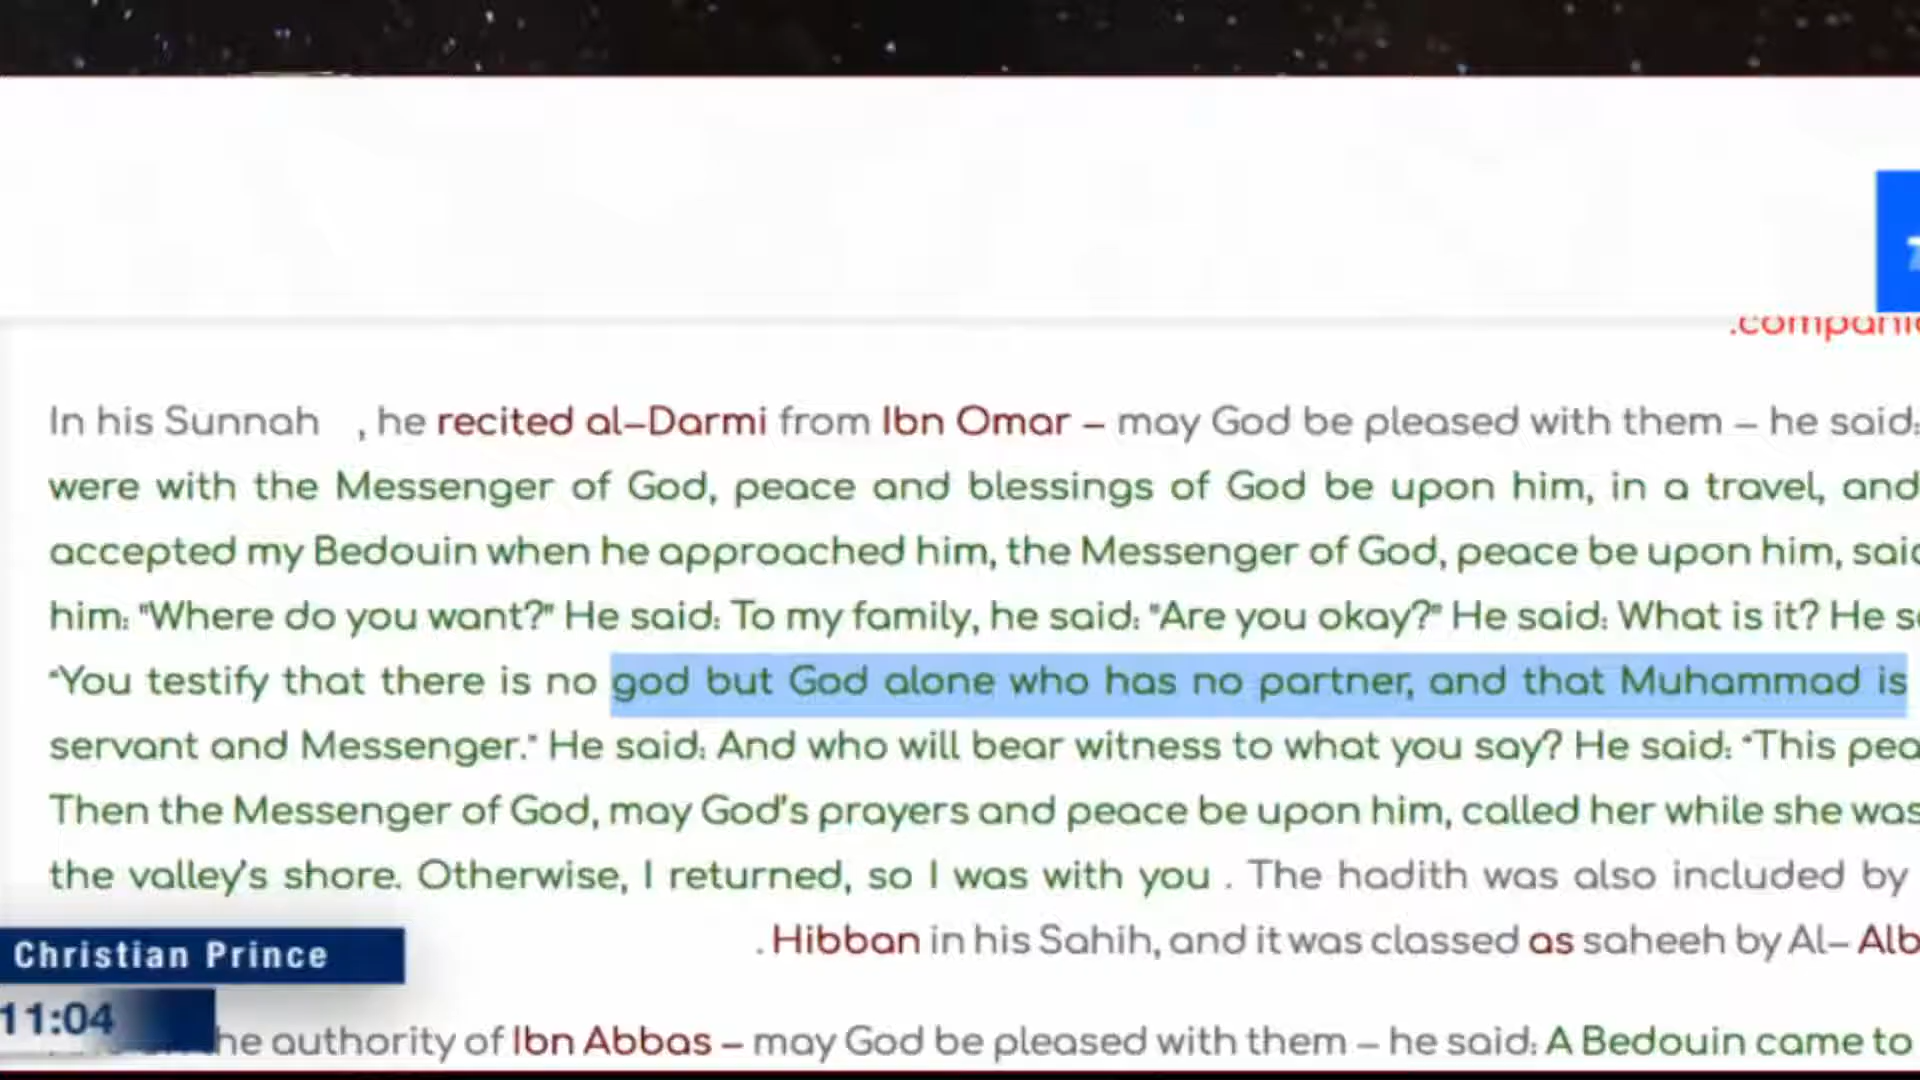 In his Sunnah , he recited al-Darmi from Ibn Omar – may God be pleased with them – he said:
were with the Messenger of God, peace and blessings of God be upon him, in a travel, and
accepted my Bedouin when he approached him, the Messenger of God, peace be upon him,
him: "Where do you want?" He said: To my family, he said: "Are you okay?" He said: What is it? He
"You testify that there is no god but God alone who has no partner, and that Muhammad is
servant and Messenger." He said: And who will bear witness to what you say? He said: "This
Then the Messenger of God, may God's prayers and peace be upon him, called her while she was
the valley's shore. Otherwise, I returned, so I was with you . The hadith was also included by
. Hibban in his Sahih, and it was classed as saheeh by Al-
Christian Prince
11:04
authority of Ibn Abbas – may God be pleased with them – he said: A Bedouin came to